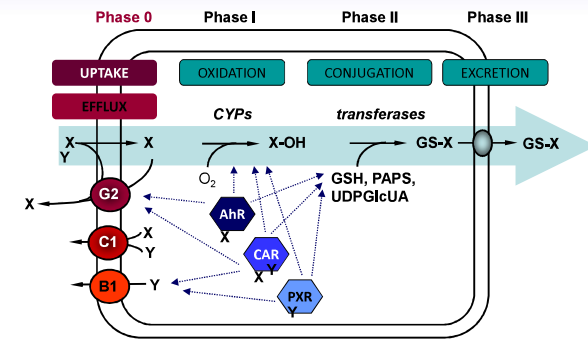 Phase 0 Phase I Phase II Phase III
UPTAKE OXIDATION CONJUGATION EXCRETION
EFFLUX
CYPs transferases
X X X-OH GS-X GS-X
Y
O₂ GSH, PAPS,
UDPGlcUA
X G2
AhR
X
C1 X
Y
CAR
X Y
B1 Y
PXR
Y